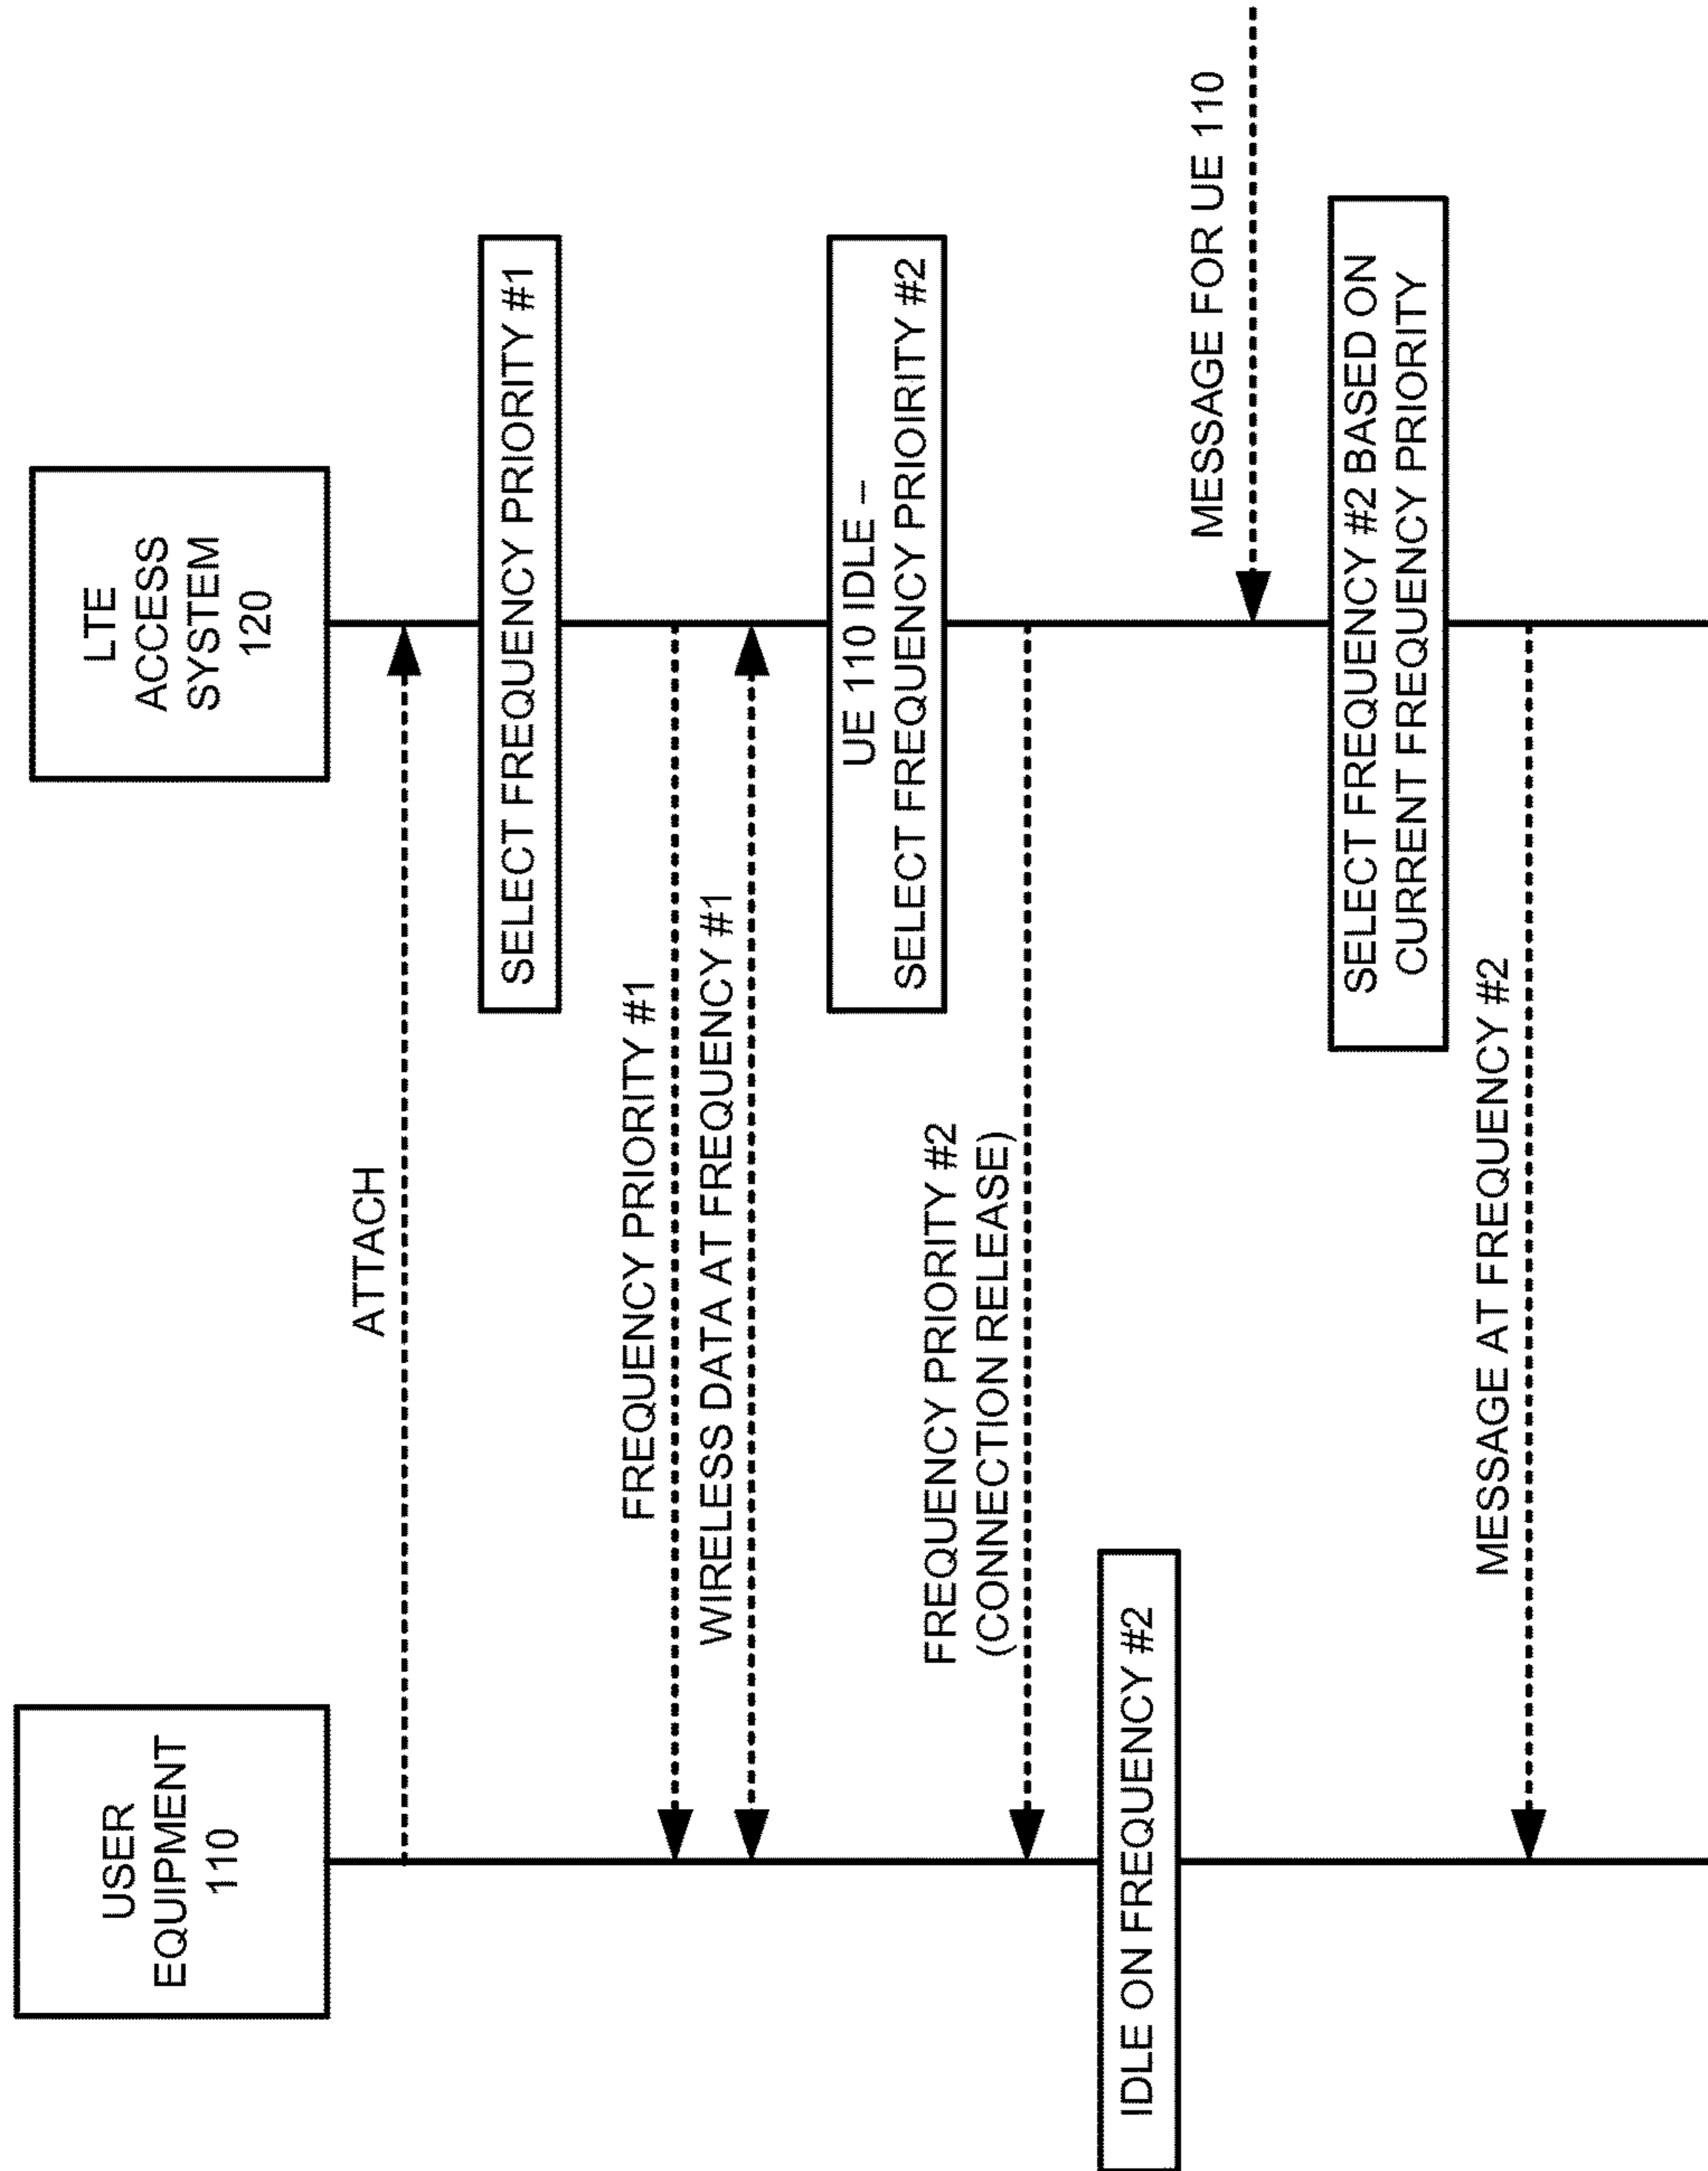 USER
EQUIPMENT
110
LTE
ACCESS
SYSTEM
120
ATTACH
SELECT FREQUENCY PRIORITY #1
FREQUENCY PRIORITY #1
WIRELESS DATA AT FREQUENCY #1
UE 110 IDLE –
SELECT FREQUENCY PRIOIRITY #2
FREQUENCY PRIORITY #2
(CONNECTION RELEASE)
IDLE ON FREQUENCY #2
MESSAGE FOR UE 110
SELECT FREQUENCY #2 BASED ON
CURRENT FREQUENCY PRIORITY
MESSAGE AT FREQUENCY #2